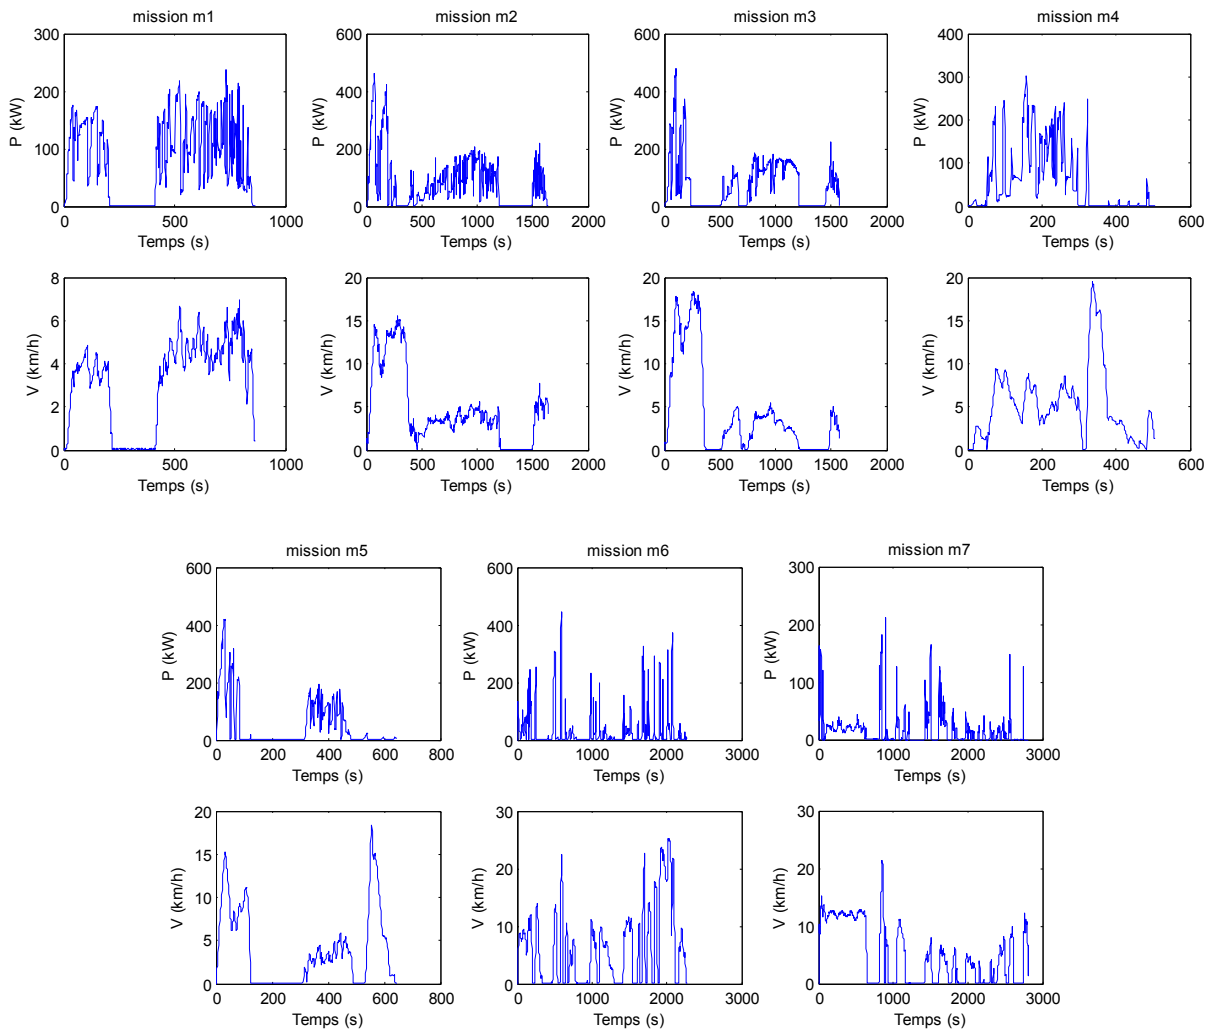 mission m1
mission m2
mission m3
mission m4
300
200
100
0
P (kW)
0 500 1000
Temps (s)
600
400
200
0
P (kW)
0 500 1000 1500 2000
Temps (s)
600
400
200
0
P (kW)
0 500 1000 1500 2000
Temps (s)
400
300
200
100
0
P (kW)
0 200 400 600
Temps (s)
8
6
4
2
0
V (km/h)
0 500 1000
Temps (s)
20
15
10
5
0
V (km/h)
0 500 1000 1500 2000
Temps (s)
20
15
10
5
0
V (km/h)
0 500 1000 1500 2000
Temps (s)
20
15
10
5
0
V (km/h)
0 200 400 600
Temps (s)
mission m5
mission m6
mission m7
600
400
200
0
P (kW)
0 200 400 600 800
Temps (s)
600
400
200
0
P (kW)
0 1000 2000 3000
Temps (s)
300
200
100
0
P (kW)
0 1000 2000 3000
Temps (s)
20
15
10
5
0
V (km/h)
0 200 400 600 800
Temps (s)
30
20
10
0
V (km/h)
0 1000 2000 3000
Temps (s)
30
20
10
0
V (km/h)
0 1000 2000 3000
Temps (s)